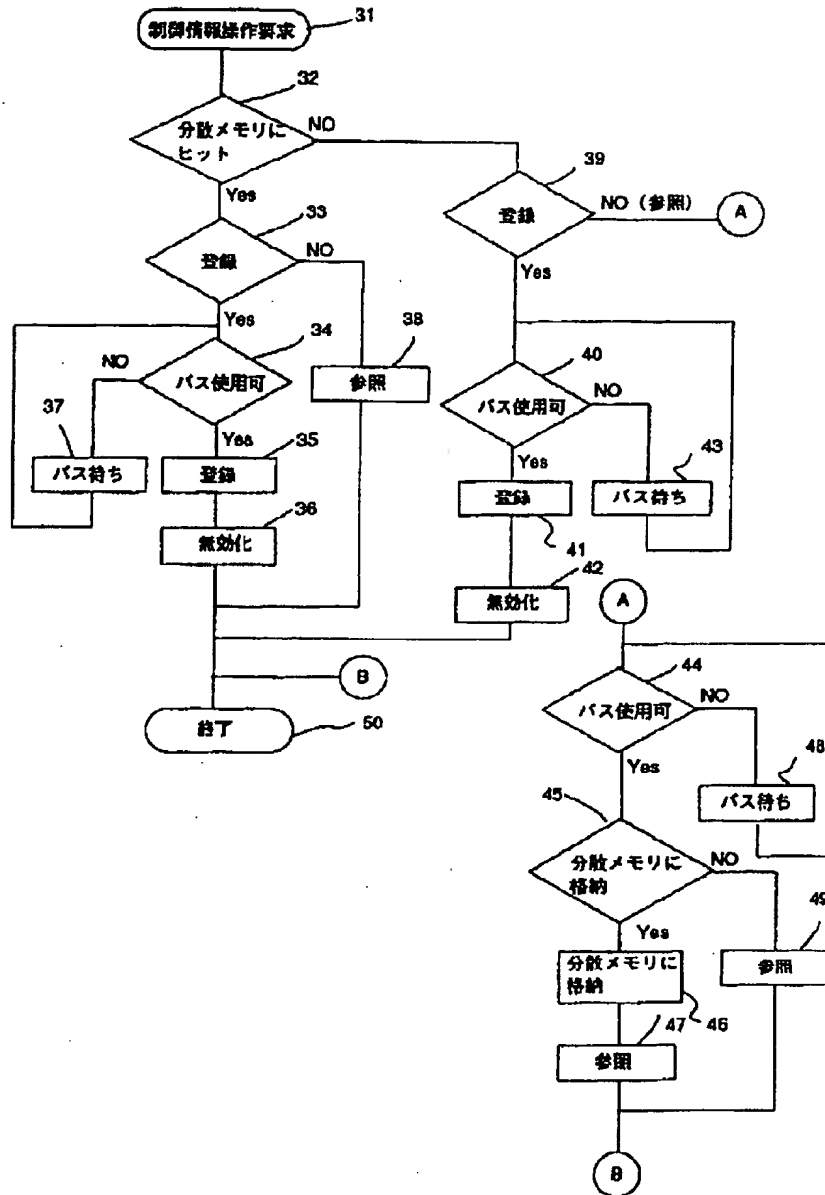 制御情報操作要求
31
32
分散メモリに
ヒット
NO
Yes
33
登録
NO
Yes
34
バス使用可
NO
37
バス待ち
Yes
35
登録
36
無効化
38
参照
39
登録
NO (参照)
A
Yes
40
バス使用可
NO
Yes
43
バス待ち
登録
41
42
無効化
B
終了
50
A
44
バス使用可
NO
Yes
48
バス待ち
45
分散メモリに
格納
NO
Yes
49
参照
分散メモリに
格納
46
47
参照
B